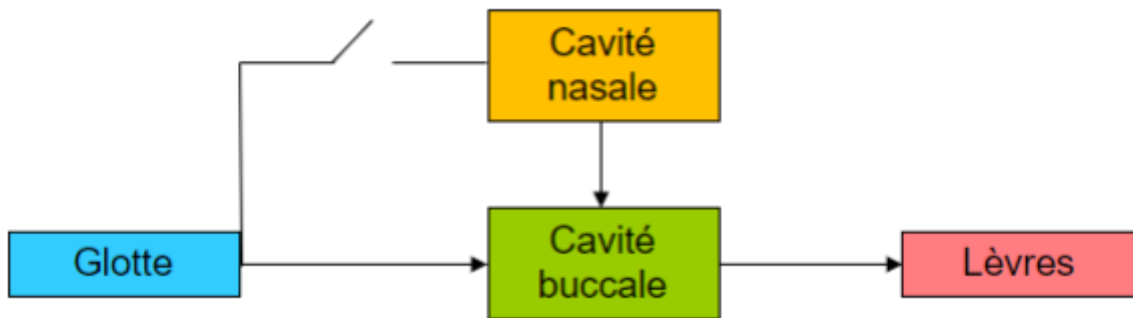 Cavité
nasale
Glotte
Cavité
buccale
Lèvres